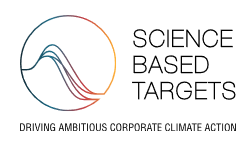 SCIENCE
BASED
TARGETS
DRIVING AMBITIOUS CORPORATE CLIMATE ACTION